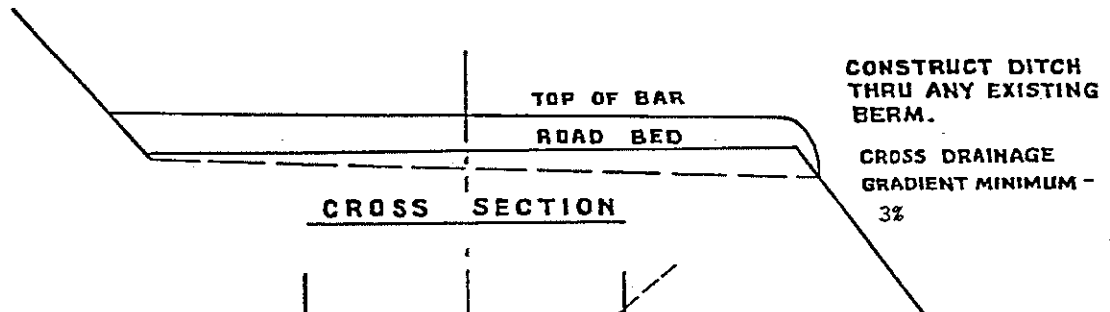 TOP OF BAR
ROAD BED
CROSS SECTION
CONSTRUCT DITCH
THRU ANY EXISTING
BERM.
CROSS DRAINAGE
GRADIENT MINIMUM -
3%